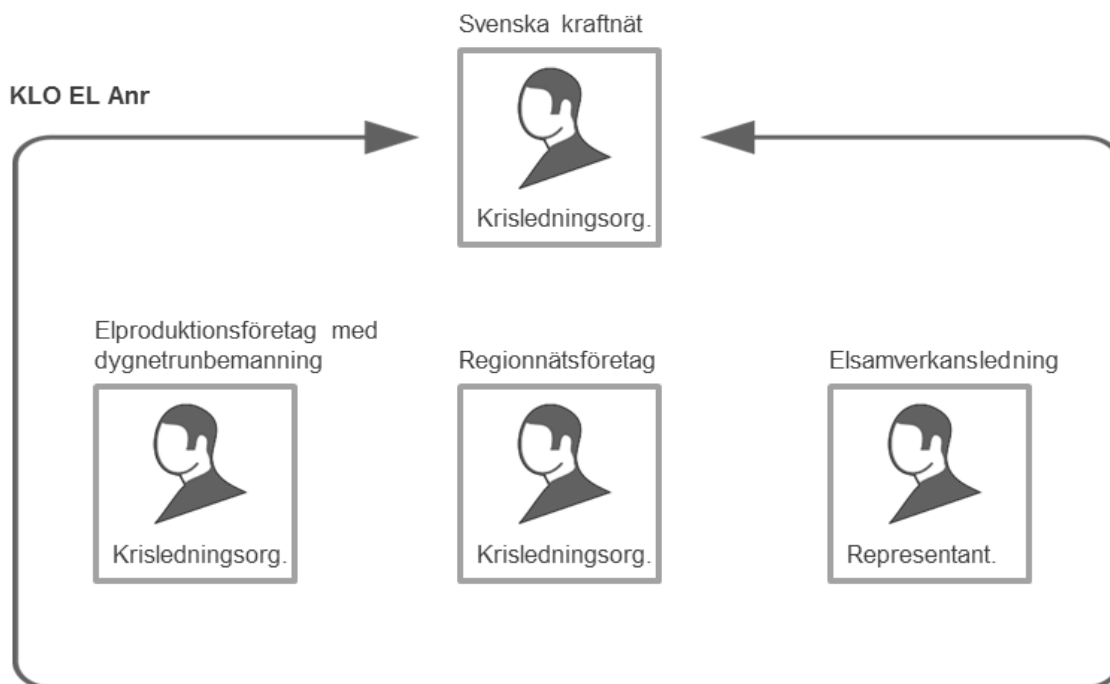 Svenska kraftnät
KLO EL Anr
Krisledningsorg.
Elproduktionsföretag med
dygnetrunbemanning
Regionnätsföretag
Elsamverkansledning
Krisledningsorg.
Krisledningsorg.
Representant.